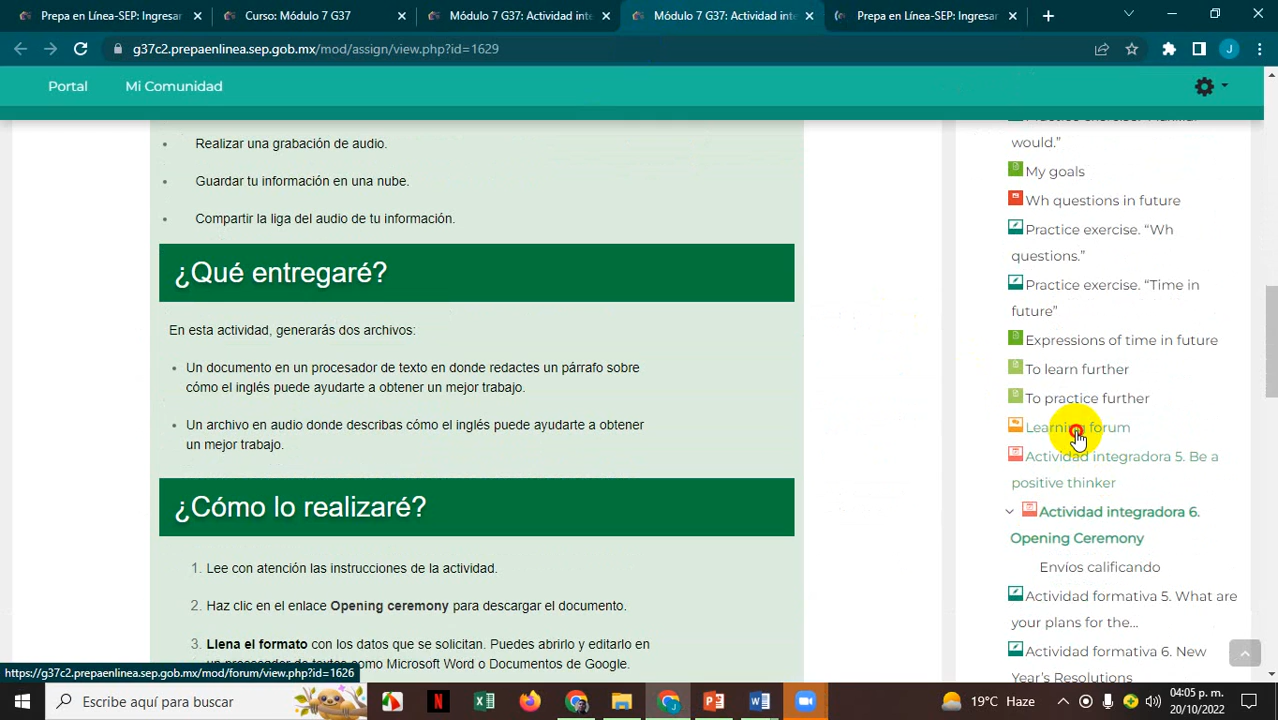 Prepa en Línea-SEP: Ingresar
Curso: Módulo 7 G37
Módulo 7 G37: Actividad inte
Módulo 7 G37: Actividad inte
Prepa en Línea-SEP: Ingresar
g37c2.prepaenlinea.sep.gob.mx/mod/assign/view.php?id=1629
J
Portal
Mi Comunidad
Realizar una grabación de audio.
Guardar tu información en una nube.
Compartir la liga del audio de tu información.
¿Qué entregaré?
En esta actividad, generarás dos archivos:
Un documento en un procesador de texto en donde redactes un párrafo sobre
cómo el inglés puede ayudarte a obtener un mejor trabajo.
Un archivo en audio donde describas cómo el inglés puede ayudarte a obtener
un mejor trabajo.
¿Cómo lo realizaré?
1. Lee con atención las instrucciones de la actividad.
2. Haz clic en el enlace Opening ceremony para descargar el documento.
3. Llena el formato con los datos que se solicitan. Puedes abrirlo y editarlo en
un procesador de textos como Microsoft Word o Documentos de Google.
would."
My goals
Wh questions in future
Practice exercise. “Wh
questions.”
Practice exercise. “Time in
future”
Expressions of time in future
To learn further
To practice further
Learning forum
Actividad integradora 5. Be a
positive thinker
Actividad integradora 6.
Opening Ceremony
Envíos calificando
Actividad formativa 5. What are
your plans for the...
Actividad formativa 6. New
Year’s Resolutions
https://g37c2.prepaenlinea.sep.gob.mx/mod/forum/view.php?id=1626
Escribe aquí para buscar
19°C Haze
04:05 p. m.
20/10/2022